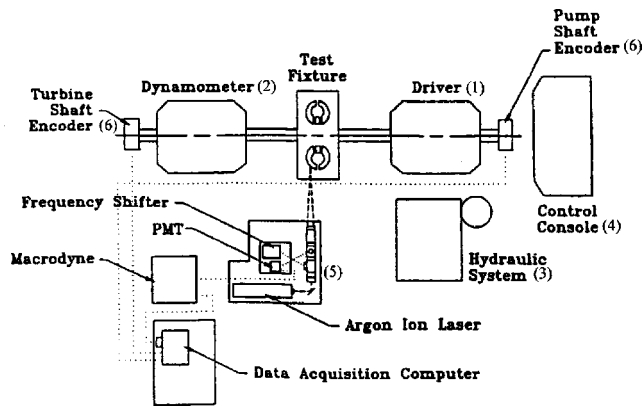 Pump
Shaft
Encoder (6)
Test
Fixture
Dynamometer (2)
Driver (1)
Turbine
Shaft
Encoder (6)
Frequency Shifter
PMT
Macrodyne
(5)
Control
Console (4)
Hydraulic
System (3)
Argon Ion Laser
Data Acquisition Computer